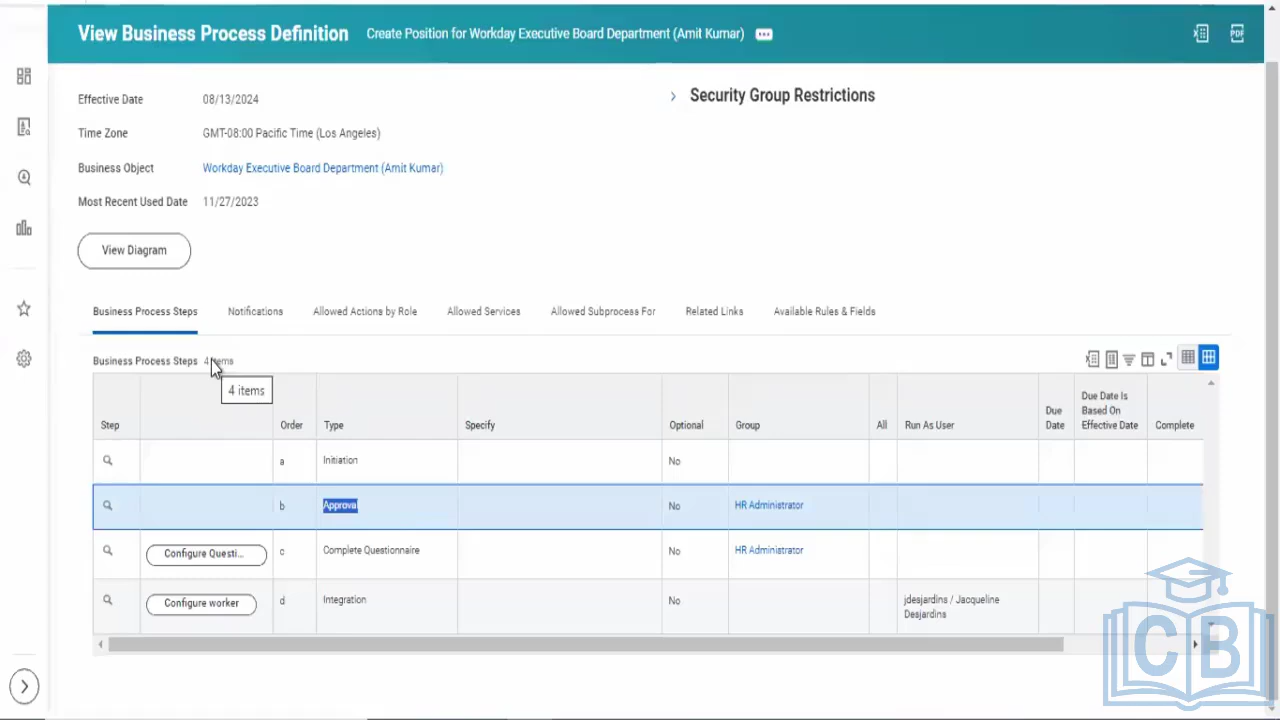 View Business Process Definition Create Position for Workday Executive Board Department (Amit Kumar)
PDF
Effective Date 08/13/2024
Security Group Restrictions
Time Zone GMT-08:00 Pacific Time (Los Angeles)
Business Object Workday Executive Board Department (Amit Kumar)
Most Recent Used Date 11/27/2023
View Diagram
Business Process Steps Notifications Allowed Actions by Role Allowed Services Allowed Subprocess For Related Links Available Rules & Fields
Business Process Steps 4 items
4 items
Step Order Type Specify Optional Group All Run As User Due Date Due Date Is Based On Effective Date Complete
a Initiation No
b Approval No HR Administrator
Configure Questi... c Complete Questionnaire No HR Administrator
Configure worker d Integration No jdesjardins / Jacqueline Desjardins
CB